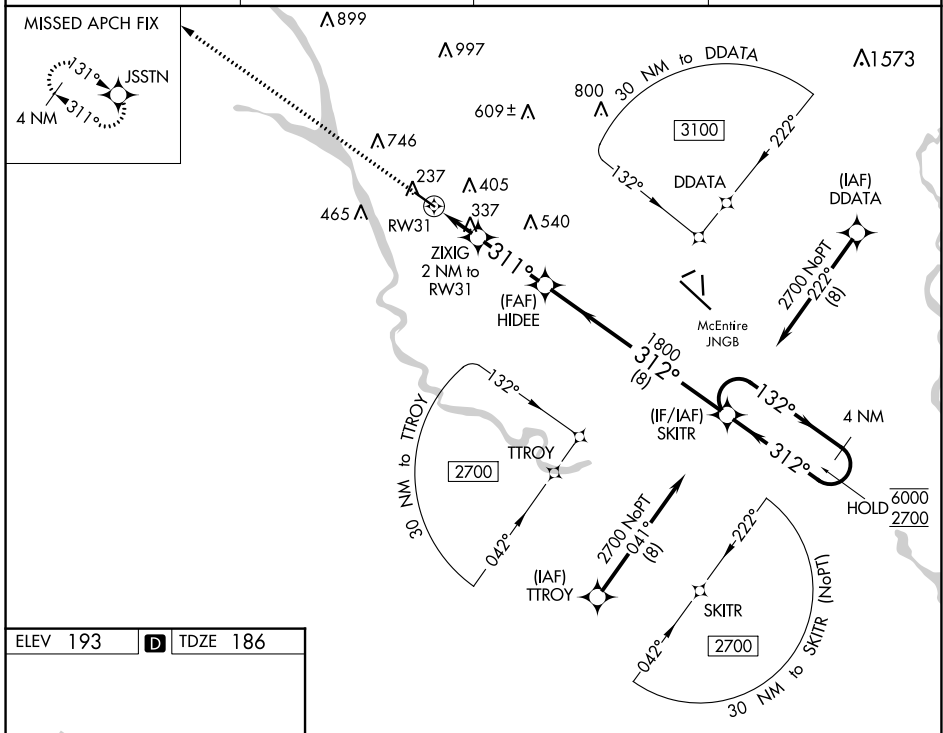 MISSED APCH FIX
131°
JSSTN
4 NM
311°
899
997
1573
30 NM to DDATA
800
609±
3100
222°
132°
DDATA
746
237
405
465
RW31
337
540
ZIXIG
2 NM to
RW31
311°
(FAF)
HIDEE
(IAF)
DDATA
2700 NoPT
222°
(8)
McEntire
JNGB
1800
312°
(8)
(IF/IAF)
SKITR
132°
4 NM
312°
HOLD
6000
2700
30 NM to TTROY
132°
TTROY
2700
042°
2700 NoPT
041°
(8)
(IAF)
TTROY
222°
SKITR
042°
2700
30 NM to SKITR (NoPT)
ELEV 193 D TDZE 186